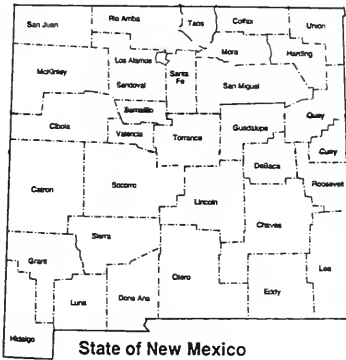 San Juan
Rio Arriba
Taos
Colfax
Union
Los Alamos
Mora
Harding
McKinley
Sandoval
Santa
Fe
San Miguel
Bernalillo
Quay
Cibola
Valencia
Torrance
Guadalupe
Curry
DeBaca
Roosevelt
Catron
Socorro
Lincoln
Chaves
Sierra
Grant
Otero
Lea
Luna
Dona Ana
Eddy
Hidalgo
State of New Mexico